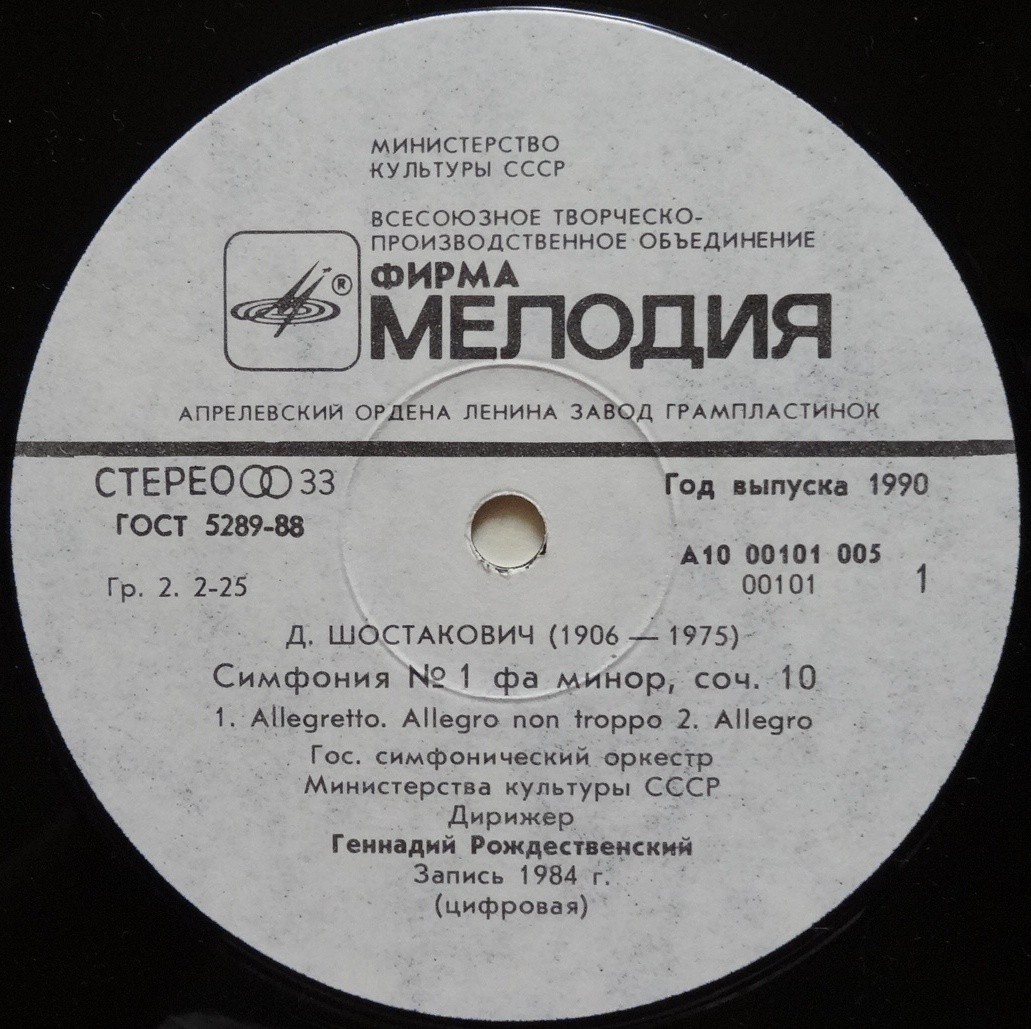 МИНИСТЕРСТВО
КУЛЬТУРЫ СССР
ВСЕСОЮЗНОЕ ТВОРЧЕСКО-
ПРОИЗВОДСТВЕННОЕ ОБЪЕДИНЕНИЕ
®
ФИРМА
МЕЛОДИЯ
АПРЕЛЕВСКИЙ ОРДЕНА ЛЕНИНА ЗАВОД ГРАМПЛАСТИНОК
СТЕРЕО 33
ГОСТ 5289-88
Гр. 2. 2-25
Год выпуска 1990
А10 00101 005
00101
1
Д. ШОСТАКОВИЧ (1906 — 1975)
Симфония № 1 фа минор, соч. 10
1. Allegretto. Allegro non troppo 2. Allegro
Гос. симфонический оркестр
Министерства культуры СССР
Дирижер
Геннадий Рождественский
Запись 1984 г.
(цифровая)